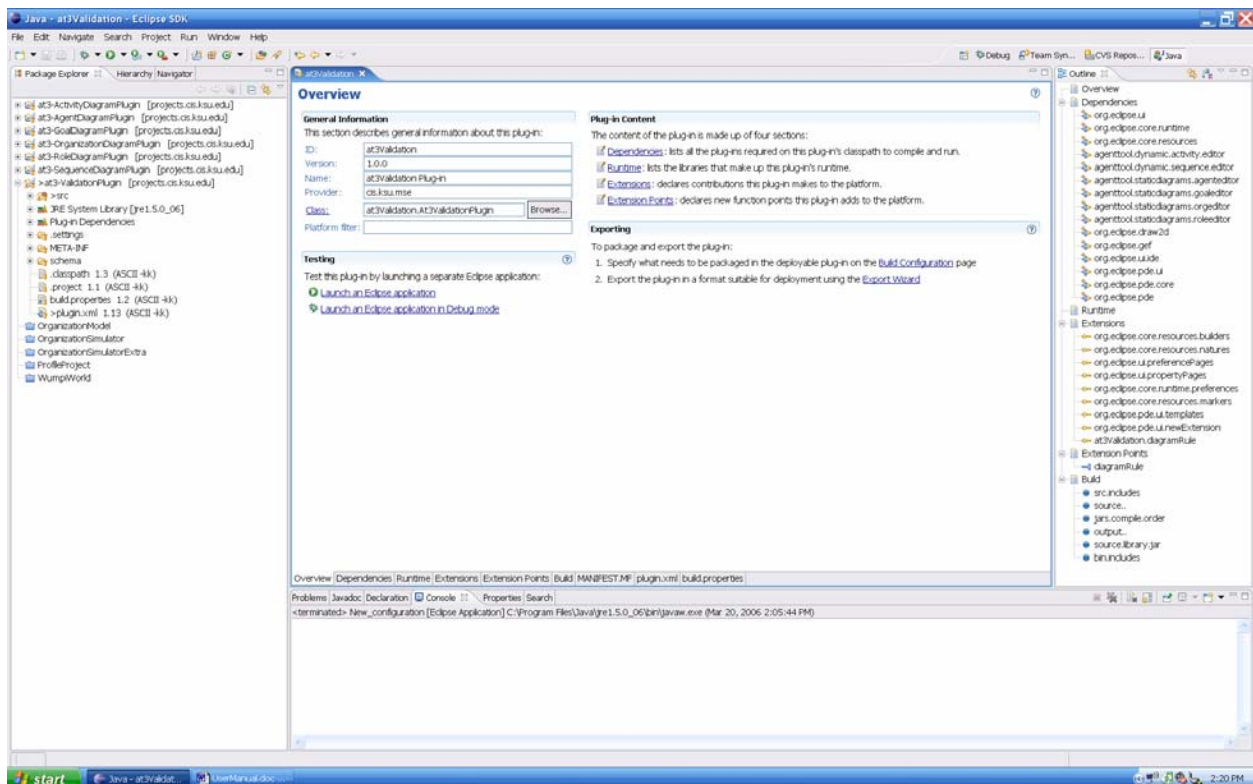 Java - at3Validation - Eclipse SDK
File Edit Navigate Search Project Run Window Help
Debug Team Syn... CVS Repos... Java
Package Explorer Hierarchy Navigator
at3-ActivityDiagramPlugin [projects.cis.ksu.edu]
at3-AgentDiagramPlugin [projects.cis.ksu.edu]
at3-GoalDiagramPlugin [projects.cis.ksu.edu]
at3-OrganizationDiagramPlugin [projects.cis.ksu.edu]
at3-RoleDiagramPlugin [projects.cis.ksu.edu]
at3-SequenceDiagramPlugin [projects.cis.ksu.edu]
>at3-ValidationPlugin [projects.cis.ksu.edu]
>src
JRE System Library [jre1.5.0_06]
Plug-in Dependencies
.settings
META-INF
schema
.classpath 1.3 (ASCII -kk)
.project 1.1 (ASCII -kk)
build.properties 1.2 (ASCII -kk)
>plugin.xml 1.13 (ASCII -kk)
OrganizationModel
OrganizationSimulator
OrganizationSimulatorExtra
ProfileProject
WumpiWorld
at3Validation
Overview
General Information
This section describes general information about this plug-in:
ID: at3Validation
Version: 1.0.0
Name: at3Validation Plug-in
Provider: cis.ksu.mse
Class: at3Validation.At3ValidationPlugin Browse...
Platform filter:
Testing
Test this plug-in by launching a separate Eclipse application:
Launch an Eclipse application
Launch an Eclipse application in Debug mode
Plug-in Content
The content of the plug-in is made up of four sections:
Dependencies: lists all the plug-ins required on this plug-in's classpath to compile and run.
Runtime: lists the libraries that make up this plug-in's runtime.
Extensions: declares contributions this plug-in makes to the platform.
Extension Points: declares new function points this plug-in adds to the platform.
Exporting
To package and export the plug-in:
1. Specify what needs to be packaged in the deployable plug-in on the Build Configuration page
2. Export the plug-in in a format suitable for deployment using the Export Wizard
Overview Dependencies Runtime Extensions Extension Points Build MANIFEST.MF plugin.xml build.properties
Outline
Overview
Dependencies
org.eclipse.ui
org.eclipse.core.runtime
org.eclipse.core.resources
agenttool.dynamic.activity.editor
agenttool.dynamic.sequence.editor
agenttool.staticdiagrams.agenteditor
agenttool.staticdiagrams.goaleditor
agenttool.staticdiagrams.orgeditor
agenttool.staticdiagrams.roleeditor
org.eclipse.draw2d
org.eclipse.gef
org.eclipse.ui.ide
org.eclipse.pde.ui
org.eclipse.pde.core
org.eclipse.pde
Runtime
Extensions
org.eclipse.core.resources.builders
org.eclipse.core.resources.natures
org.eclipse.ui.preferencePages
org.eclipse.ui.propertyPages
org.eclipse.core.runtime.preferences
org.eclipse.core.resources.markers
org.eclipse.pde.ui.templates
org.eclipse.pde.ui.newExtension
at3Validation.diagramRule
Extension Points
diagramRule
Build
src.includes
source..
jars.compile.order
output..
source.library.jar
bin.includes
Problems Javadoc Declaration Console Properties Search
<terminated> New_configuration [Eclipse Application] C:\Program Files\Java\jre1.5.0_06\bin\javaw.exe (Mar 20, 2006 2:05:44 PM)
start Java - at3Validat... UserManual.doc -... 2:20 PM